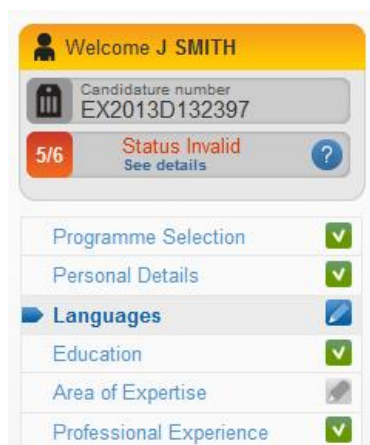 Welcome J SMITH
Candidature number
EX2013D132397
5/6
Status Invalid
See details
?
Programme Selection
Personal Details
Languages
Education
Area of Expertise
Professional Experience